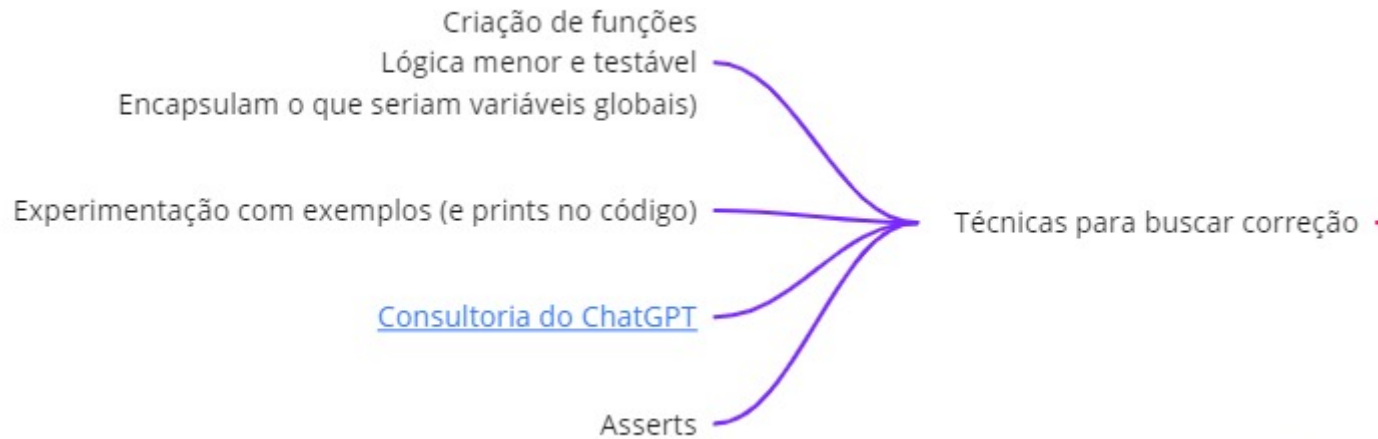 Criação de funções
Lógica menor e testável
Encapsulam o que seriam variáveis globais)
Experimentação com exemplos (e prints no código)
Técnicas para buscar correção
Consultoria do ChatGPT
Asserts